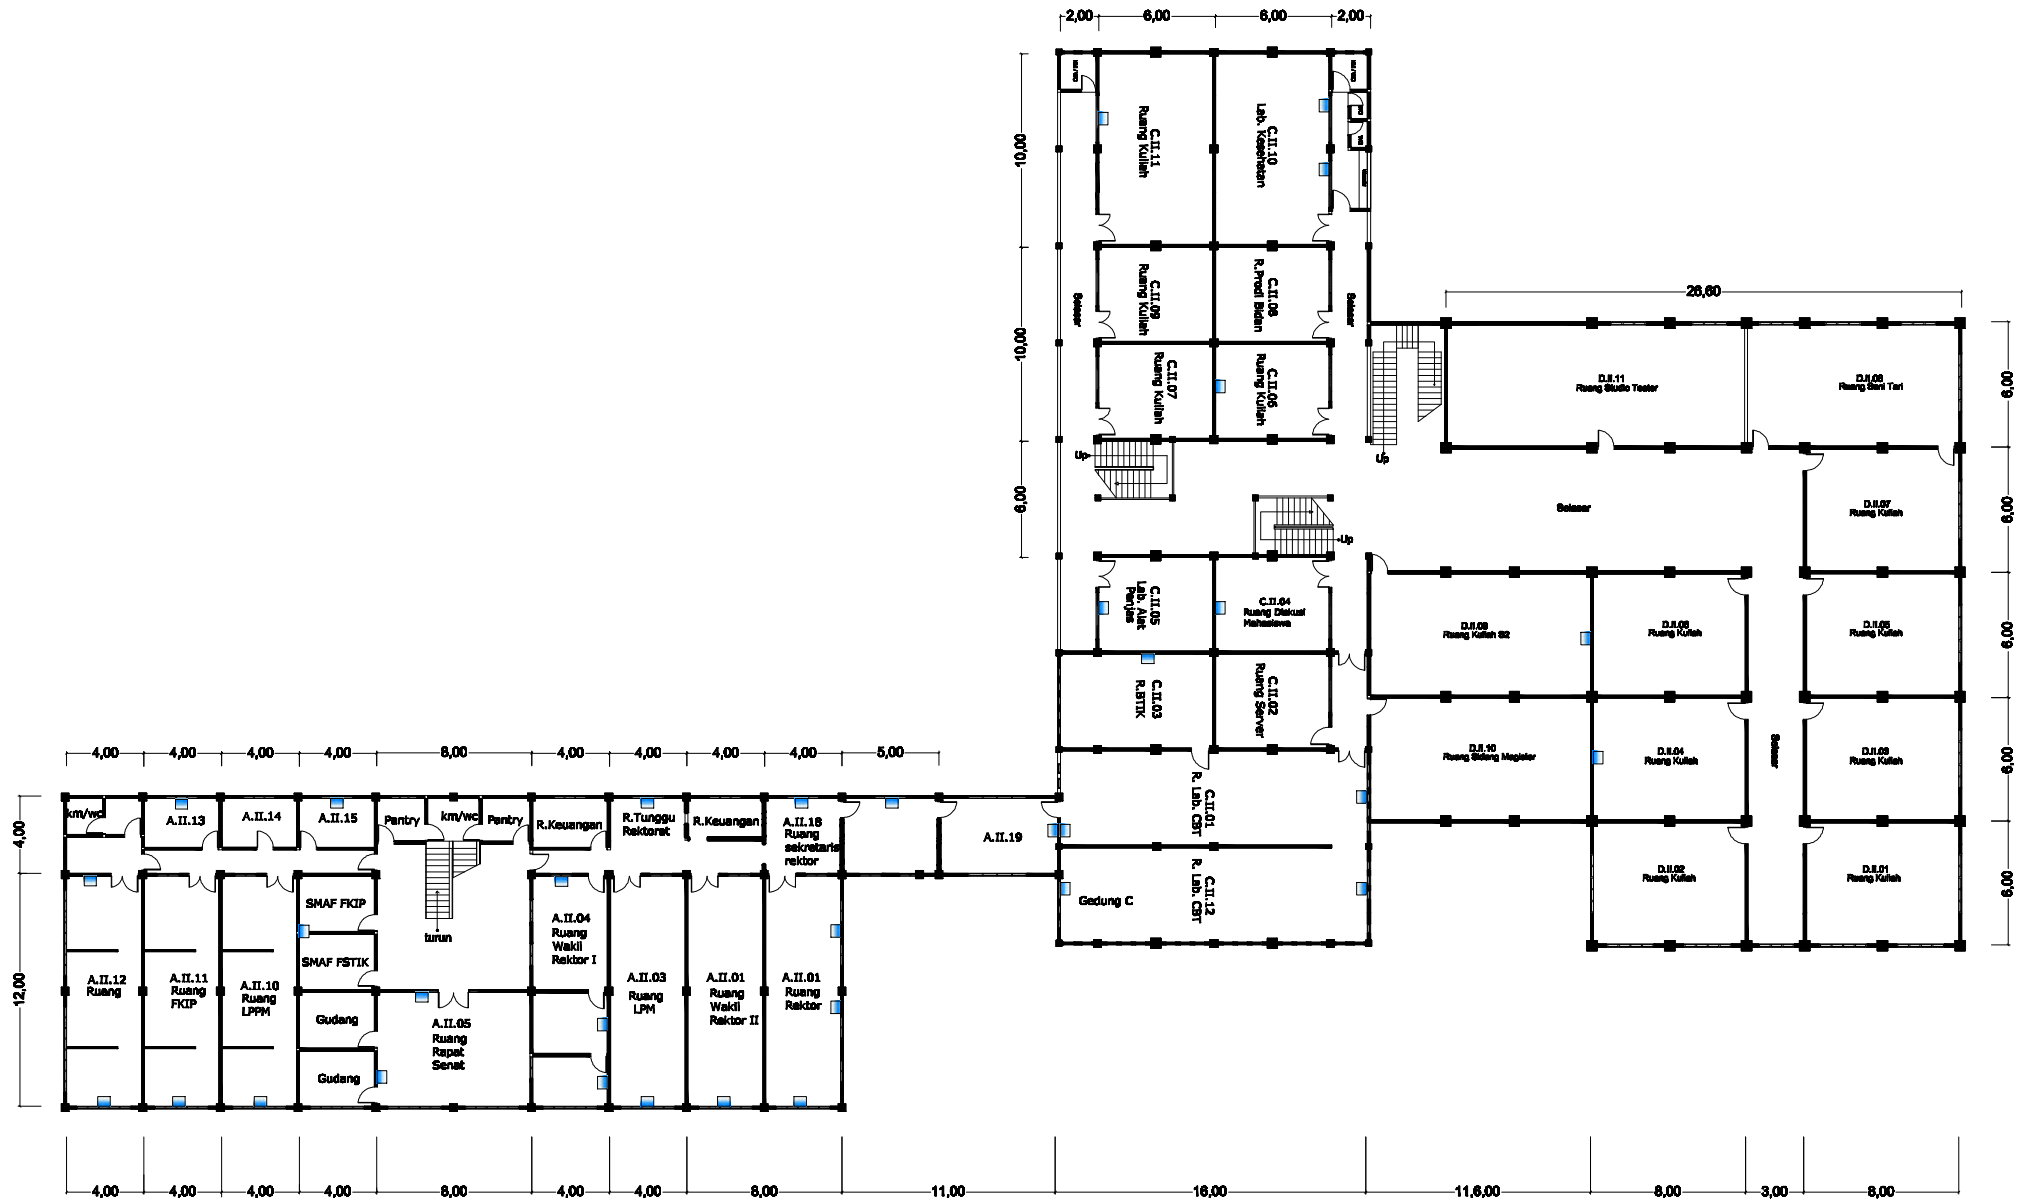 2,00
6,00
6,00
2,00
KM/WC
KM/WC
WC
WC
10,00
C.II.11
Ruang Kuliah
C.II.10
Lab. Kesehatan
26,60
10,00
Selasar
C.II.09
Ruang Kuliah
C.II.08
R.Prodi Bidan
Selasar
C.II.07
Ruang Kuliah
C.II.06
Ruang Kuliah
D.II.11
Ruang Studio Teater
D.II.08
Ruang Seni Tari
6,00
Up
Up
6,00
Selasar
D.II.07
Ruang Kuliah
6,00
Up
C.II.05
Lab. Alat
Penjas
C.II.04
Ruang Diskusi
Mahasiswa
D.II.09
Ruang Kuliah S2
D.II.06
Ruang Kuliah
D.II.05
Ruang Kuliah
6,00
C.II.03
R.BTIK
C.II.02
Ruang Server
D.II.10
Ruang Sidang Magister
D.II.04
Ruang Kuliah
Selasar
D.II.03
Ruang Kuliah
6,00
4,00
4,00
4,00
4,00
8,00
4,00
4,00
4,00
4,00
5,00
4,00
km/wc
A.II.13
A.II.14
A.II.15
Pantry
km/wc
Pantry
R.Keuangan
R.Tunggu
Rektorat
R.Keuangan
A.II.18
Ruang
sekretaris
rektor
A.II.19
C.II.01
R. Lab. CBT
C.II.12
R. Lab. CBT
Gedung C
D.II.02
Ruang Kuliah
D.II.01
Ruang Kuliah
6,00
12,00
SMAF FKIP
turun
A.II.04
Ruang
Wakil
Rektor I
SMAF FSTIK
A.II.12
Ruang
A.II.11
Ruang
FKIP
A.II.10
Ruang
LPPM
Gudang
Gudang
A.II.05
Ruang
Rapat
Senat
A.II.03
Ruang
LPM
A.II.01
Ruang
Wakil
Rektor II
A.II.01
Ruang
Rektor
4,00
4,00
4,00
4,00
8,00
4,00
4,00
8,00
11,00
16,00
11,6,00
8,00
3,00
8,00